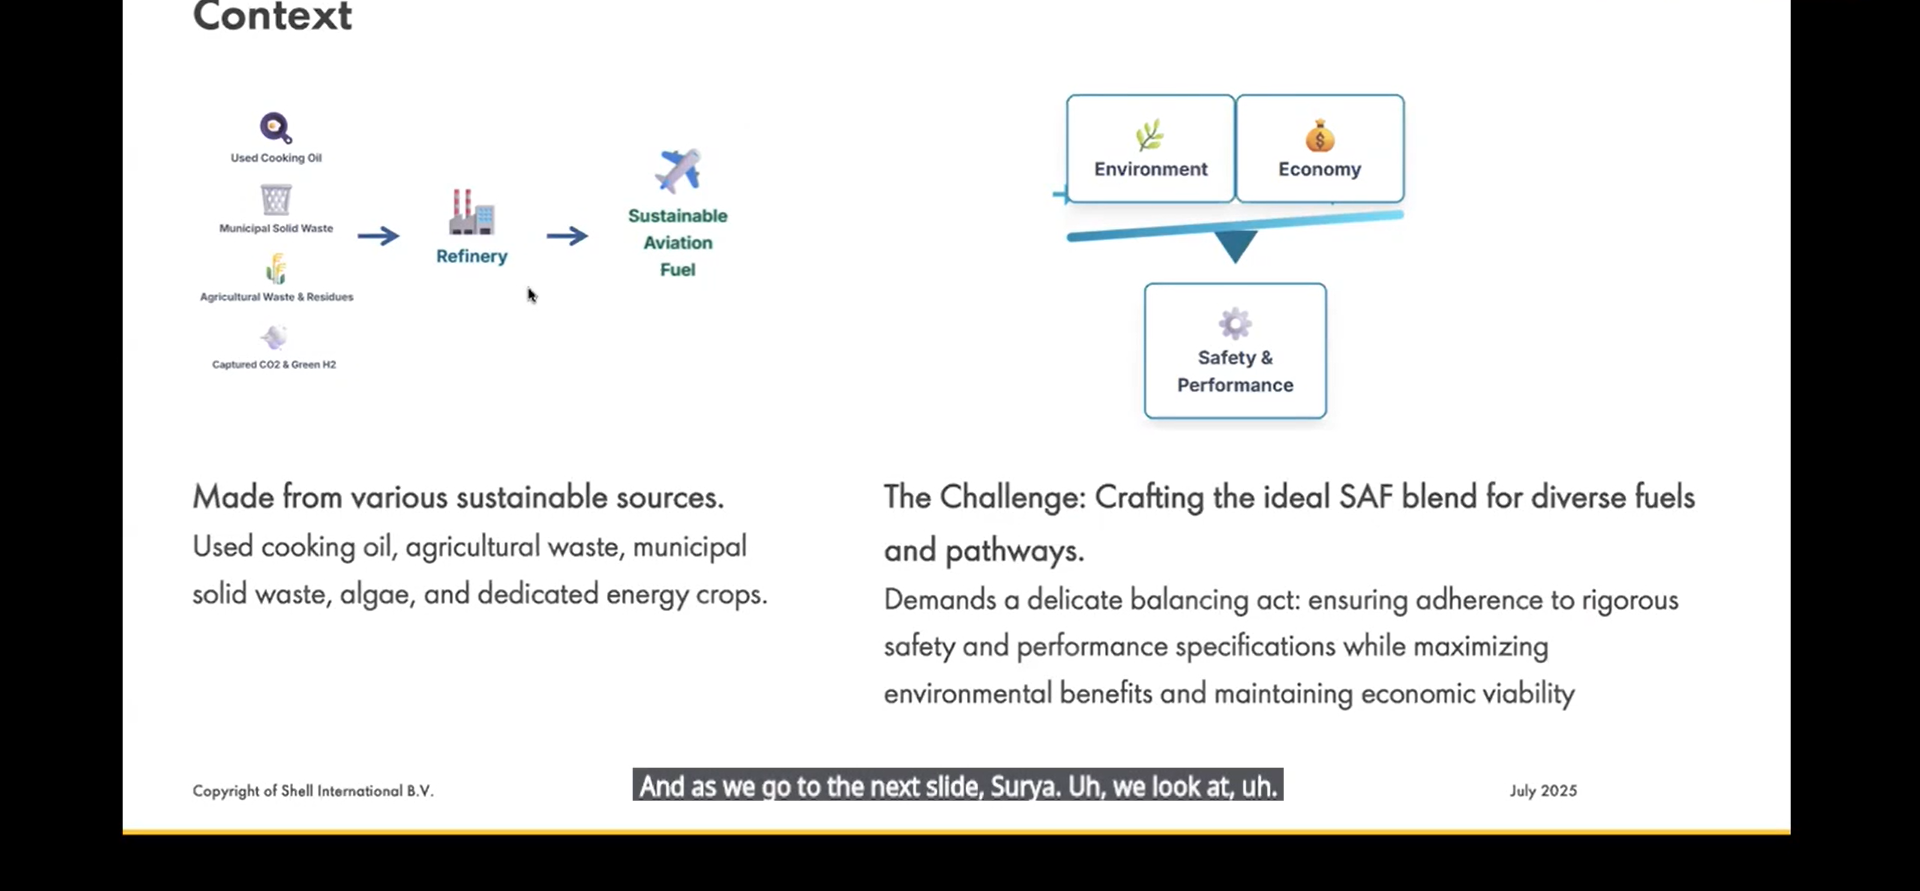 Context
Used Cooking Oil
Municipal Solid Waste
Agricultural Waste & Residues
Captured CO2 & Green H2
Refinery
Sustainable
Aviation
Fuel
Environment
Economy
Safety &
Performance
Made from various sustainable sources.
Used cooking oil, agricultural waste, municipal
solid waste, algae, and dedicated energy crops.
The Challenge: Crafting the ideal SAF blend for diverse fuels
and pathways.
Demands a delicate balancing act: ensuring adherence to rigorous
safety and performance specifications while maximizing
environmental benefits and maintaining economic viability
Copyright of Shell International B.V.
And as we go to the next slide, Surya. Uh, we look at, uh.
July 2025